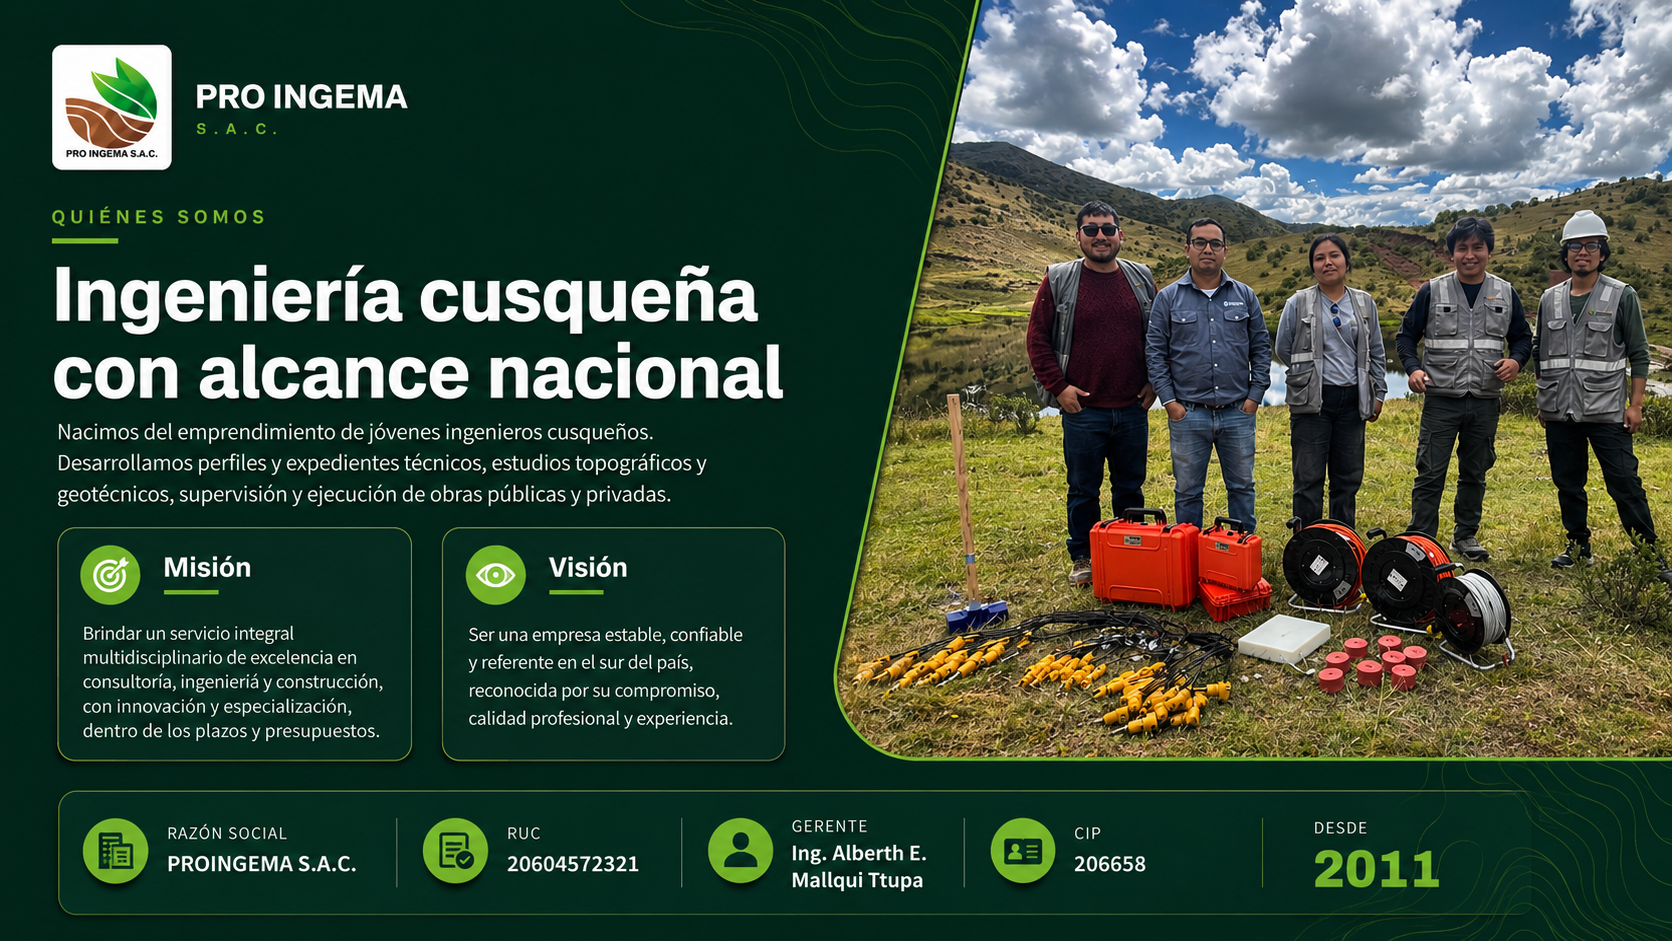 PRO INGEMA S.A.C.
PRO INGEMA
S.A.C.
QUIÉNES SOMOS
Ingeniería cusqueña
con alcance nacional
Nacimos del emprendimiento de jóvenes ingenieros cusqueños.
Desarrollamos perfiles y expedientes técnicos, estudios topográficos y
geotécnicos, supervisión y ejecución de obras públicas y privadas.
Misión
Brindar un servicio integral
multidisciplinario de excelencia en
consultoría, ingenieriá y construcción,
con innovación y especialización,
dentro de los plazos y presupuestos.
Visión
Ser una empresa estable, confiable
y referente en el sur del país,
reconocida por su compromiso,
calidad profesional y experiencia.
RAZÓN SOCIAL
PROINGEMA S.A.C.
RUC
20604572321
GERENTE
Ing. Alberth E.
Mallqui Ttupa
CIP
206658
DESDE
2011